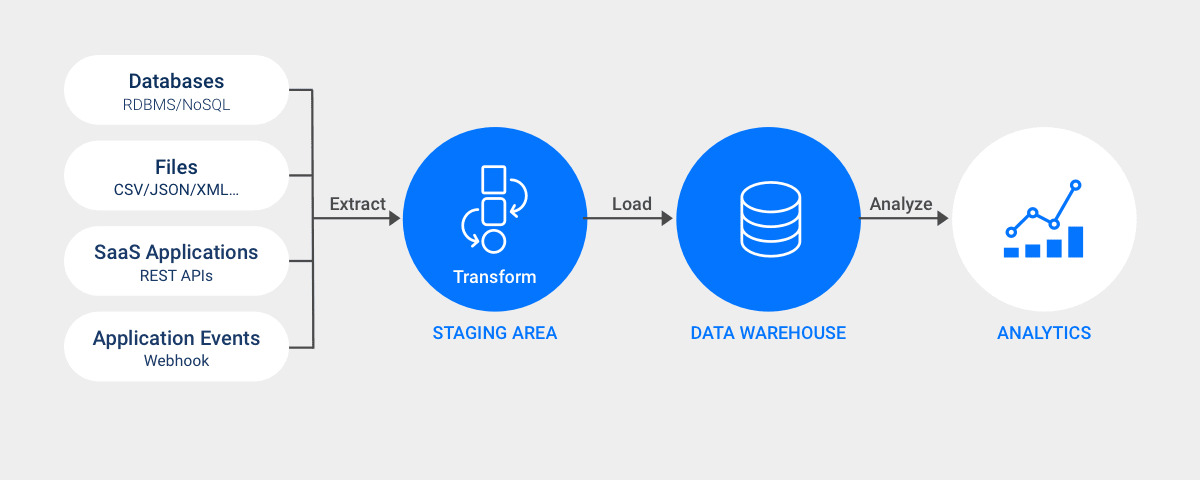 Databases
RDBMS/NoSQL
Files
CSV/JSON/XML...
SaaS Applications
REST APIs
Application Events
Webhook
Extract
Transform
STAGING AREA
Load
DATA WAREHOUSE
Analyze
ANALYTICS